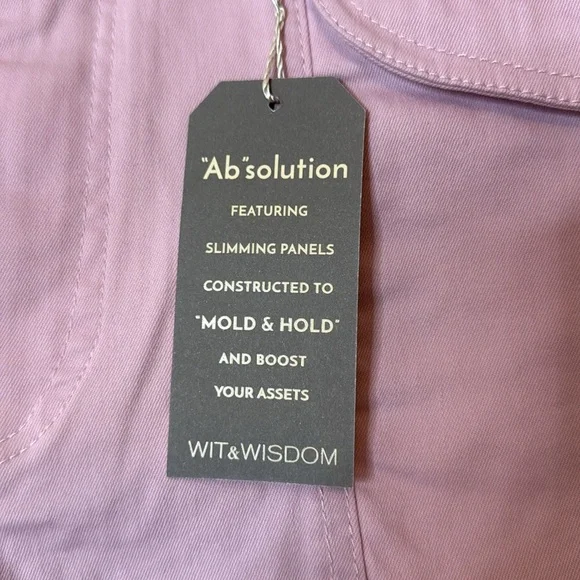 "Ab"solution
FEATURING
SLIMMING PANELS
CONSTRUCTED TO
"MOLD & HOLD"
AND BOOST
YOUR ASSETS
WIT&WISDOM